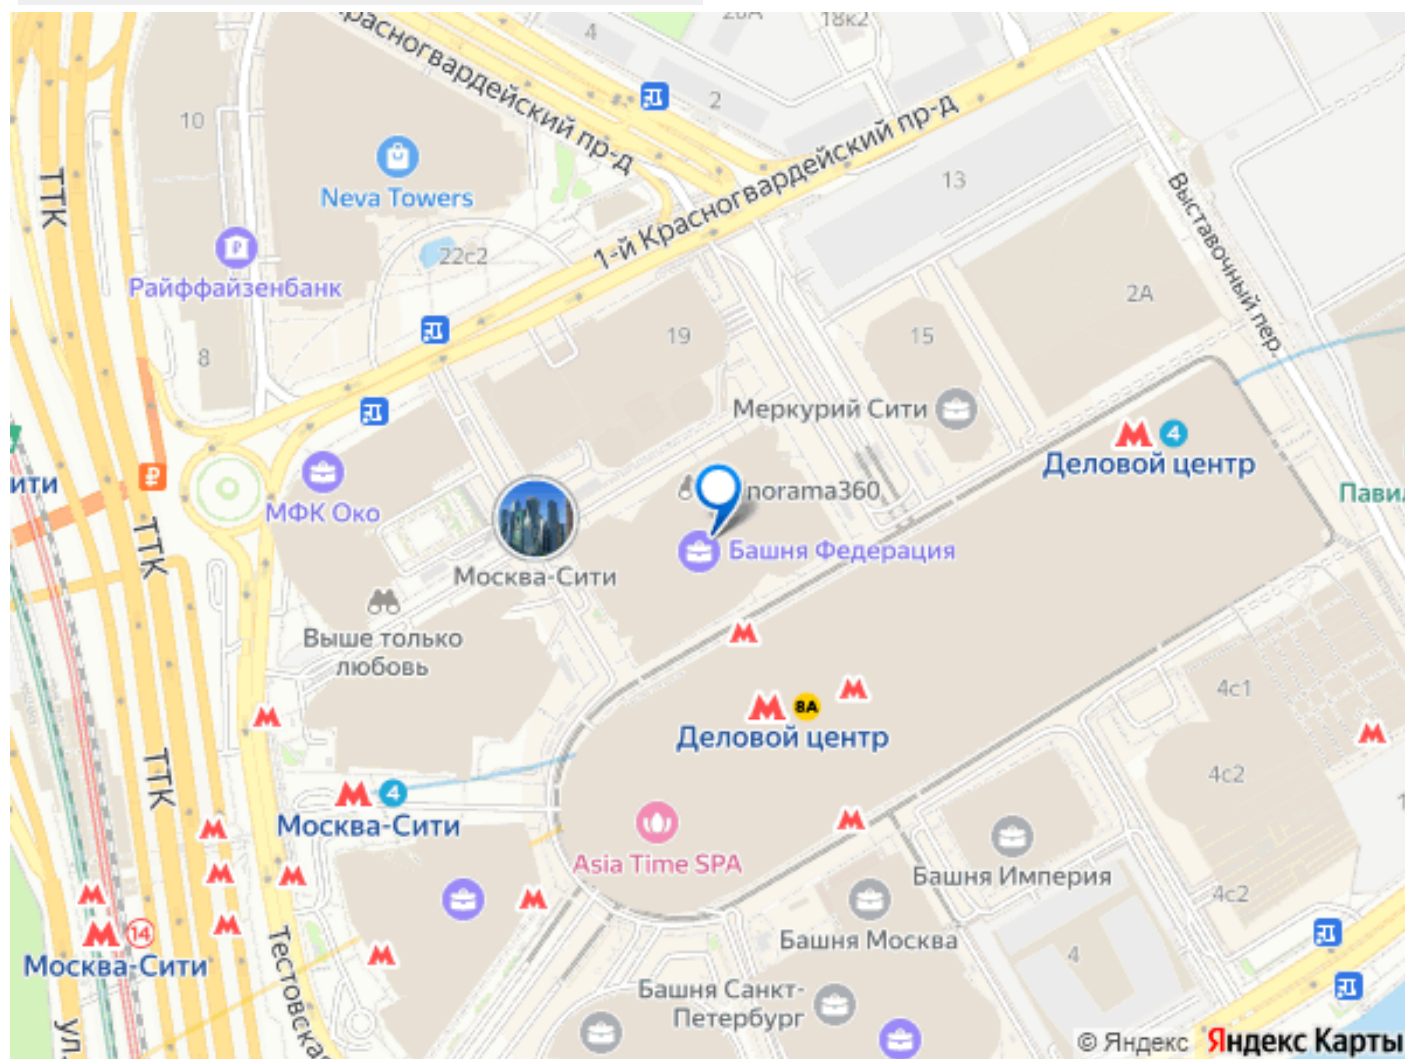 20А
18к2
4
Красногвардейский пр-д
2
10
1-й Красногвардейский пр-д
13
ТТК
Neva Towers
Выставочный пер.
22с2
Райффайзенбанк
2А
19
15
8
Меркурий Сити
4
Деловой центр
ити
norama360
Павил
МФК Око
ТТК
Башня Федерация
Москва-Сити
Выше только
любовь
4с1
8А
Деловой центр
ТТК
4с2
4
Москва-Сити
Asia Time SPA
Башня Империя
4с2
14
Башня Москва
Москва-Сити
Тестовская
4
Башня Санкт-
Петербург
ул.
© Яндекс Яндекс Карты